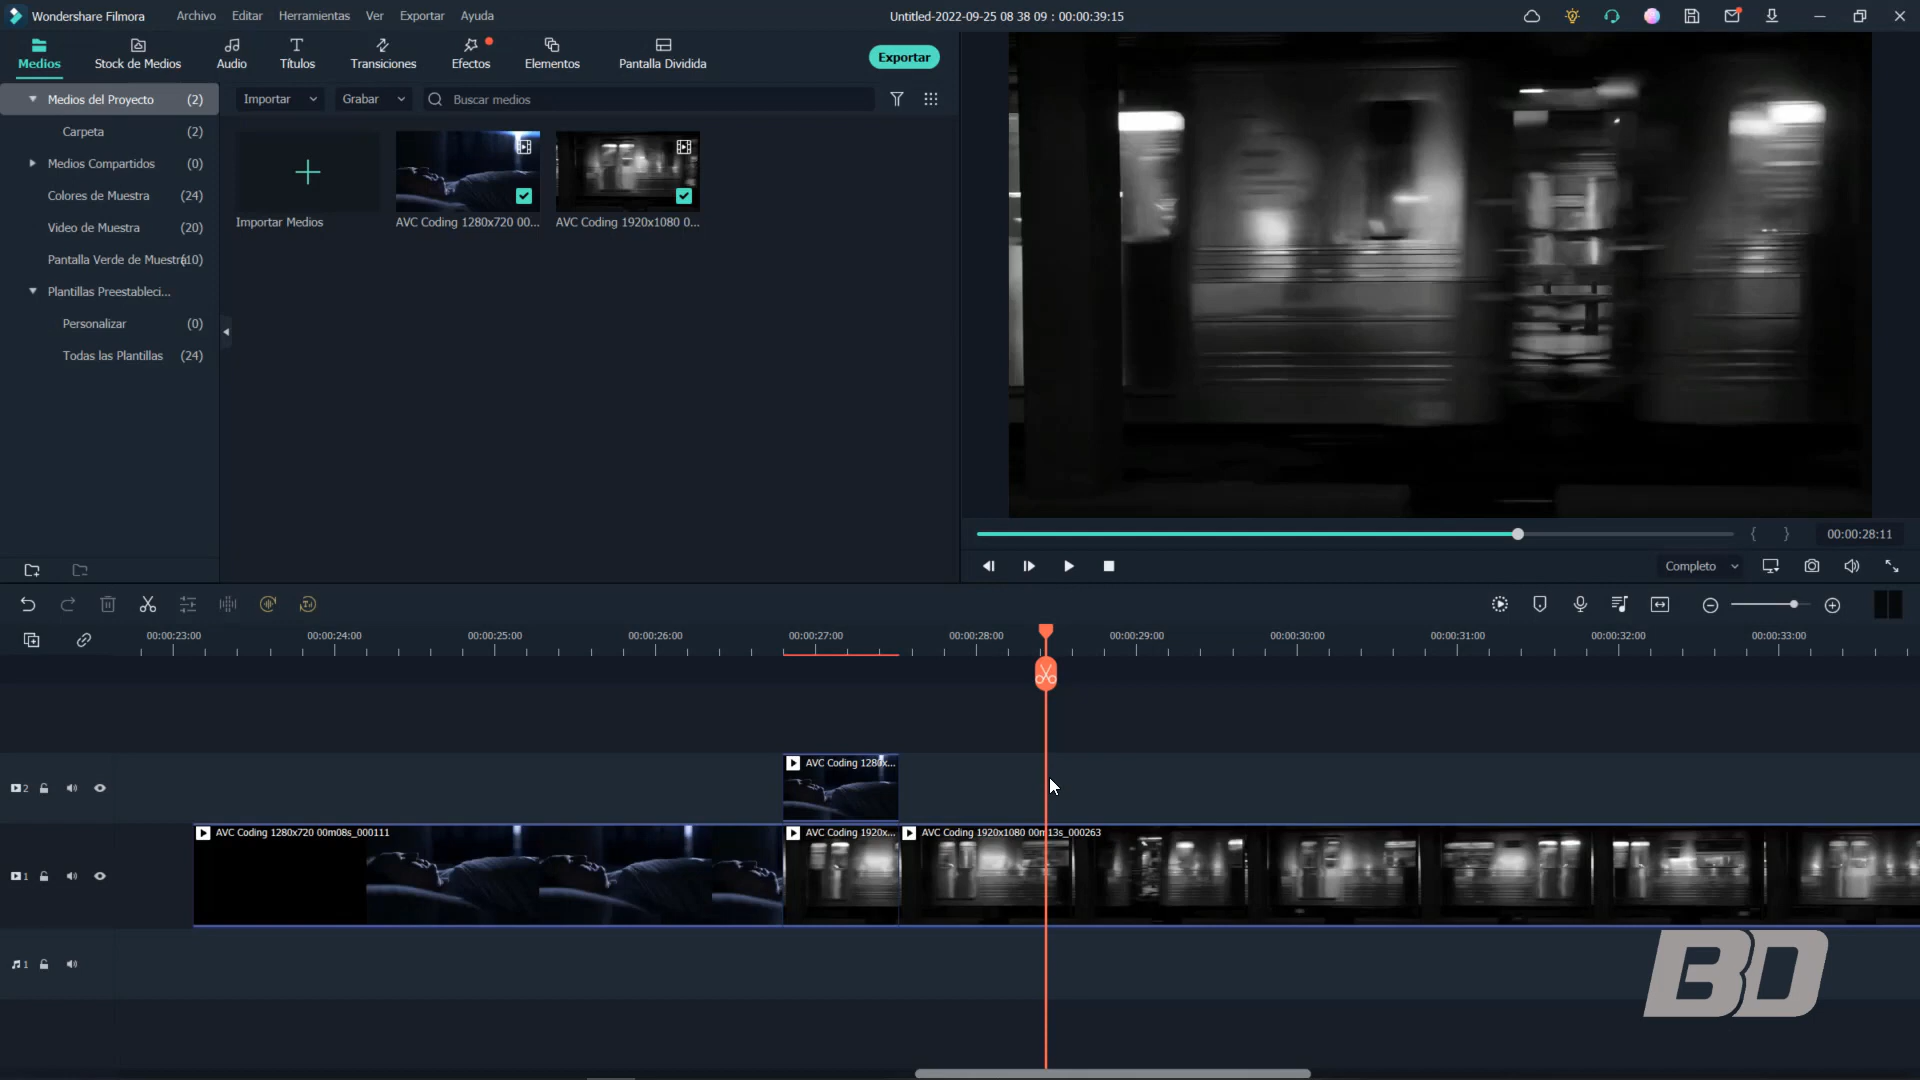 Wondershare Filmora
Archivo
Editar
Herramientas
Ver
Exportar
Ayuda
Untitled-2022-09-25 08 38 09 : 00:00:39:15
Medios
Stock de Medios
Audio
Títulos
Transiciones
Efectos
Elementos
Pantalla Dividida
Exportar
Medios del Proyecto (2)
Carpeta (2)
Medios Compartidos (0)
Colores de Muestra (24)
Video de Muestra (20)
Pantalla Verde de Muestra (10)
Plantillas Preestableci...
Personalizar (0)
Todas las Plantillas (24)
Importar
Grabar
Buscar medios
Importar Medios
AVC Coding 1280x720 00...
AVC Coding 1920x1080 0...
00:00:28:11
Completo
00:00:23:00
00:00:24:00
00:00:25:00
00:00:26:00
00:00:27:00
00:00:28:00
00:00:29:00
00:00:30:00
00:00:31:00
00:00:32:00
00:00:33:00
2
AVC Coding 1280x...
1
AVC Coding 1280x720 00m08s_000111
AVC Coding 1920x...
AVC Coding 1920x1080 00m13s_000263
1
BD